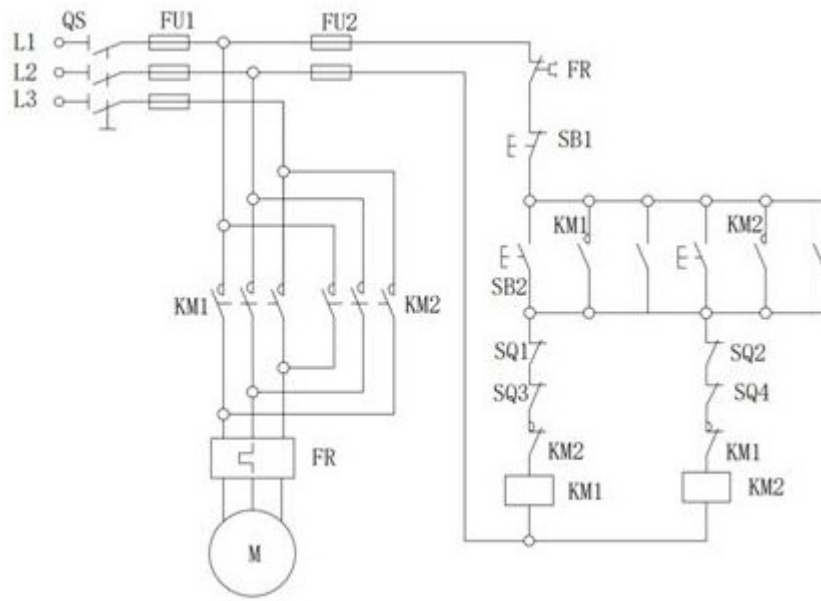 QS FU1 FU2
L1
L2
L3
FR
SB1
KM1 KM2
SB2
KM1 KM2
SQ1 SQ2
SQ3 SQ4
KM2 KM1
FR
KM1 KM2
M